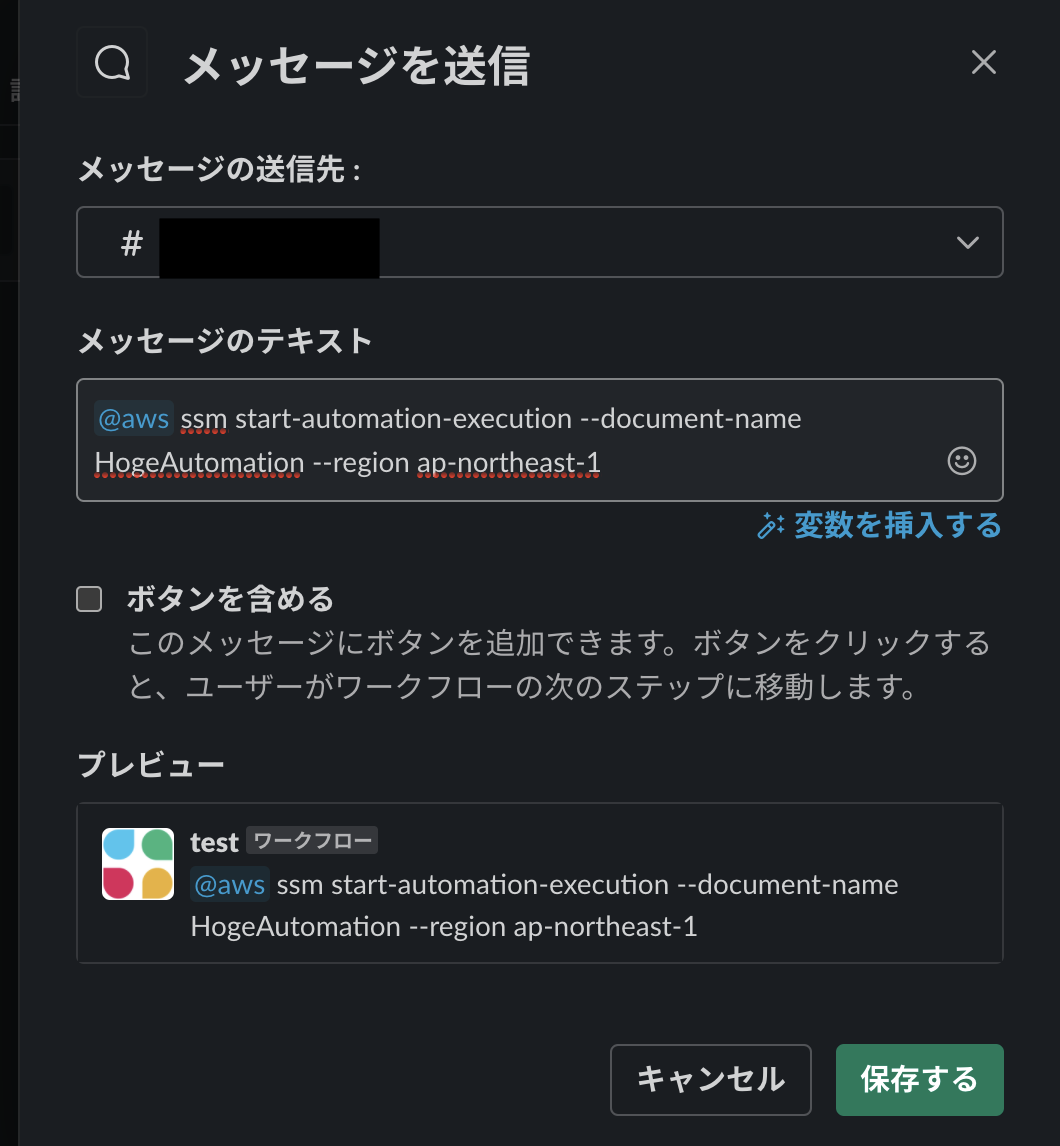 メッセージを送信
メッセージの送信先 :
#
メッセージのテキスト
@aws ssm start-automation-execution --document-name
HogeAutomation --region ap-northeast-1
変数を挿入する
ボタンを含める
このメッセージにボタンを追加できます。ボタンをクリックする
と、ユーザーがワークフローの次のステップに移動します。
プレビュー
test ワークフロー
@aws ssm start-automation-execution --document-name
HogeAutomation --region ap-northeast-1
キャンセル 保存する